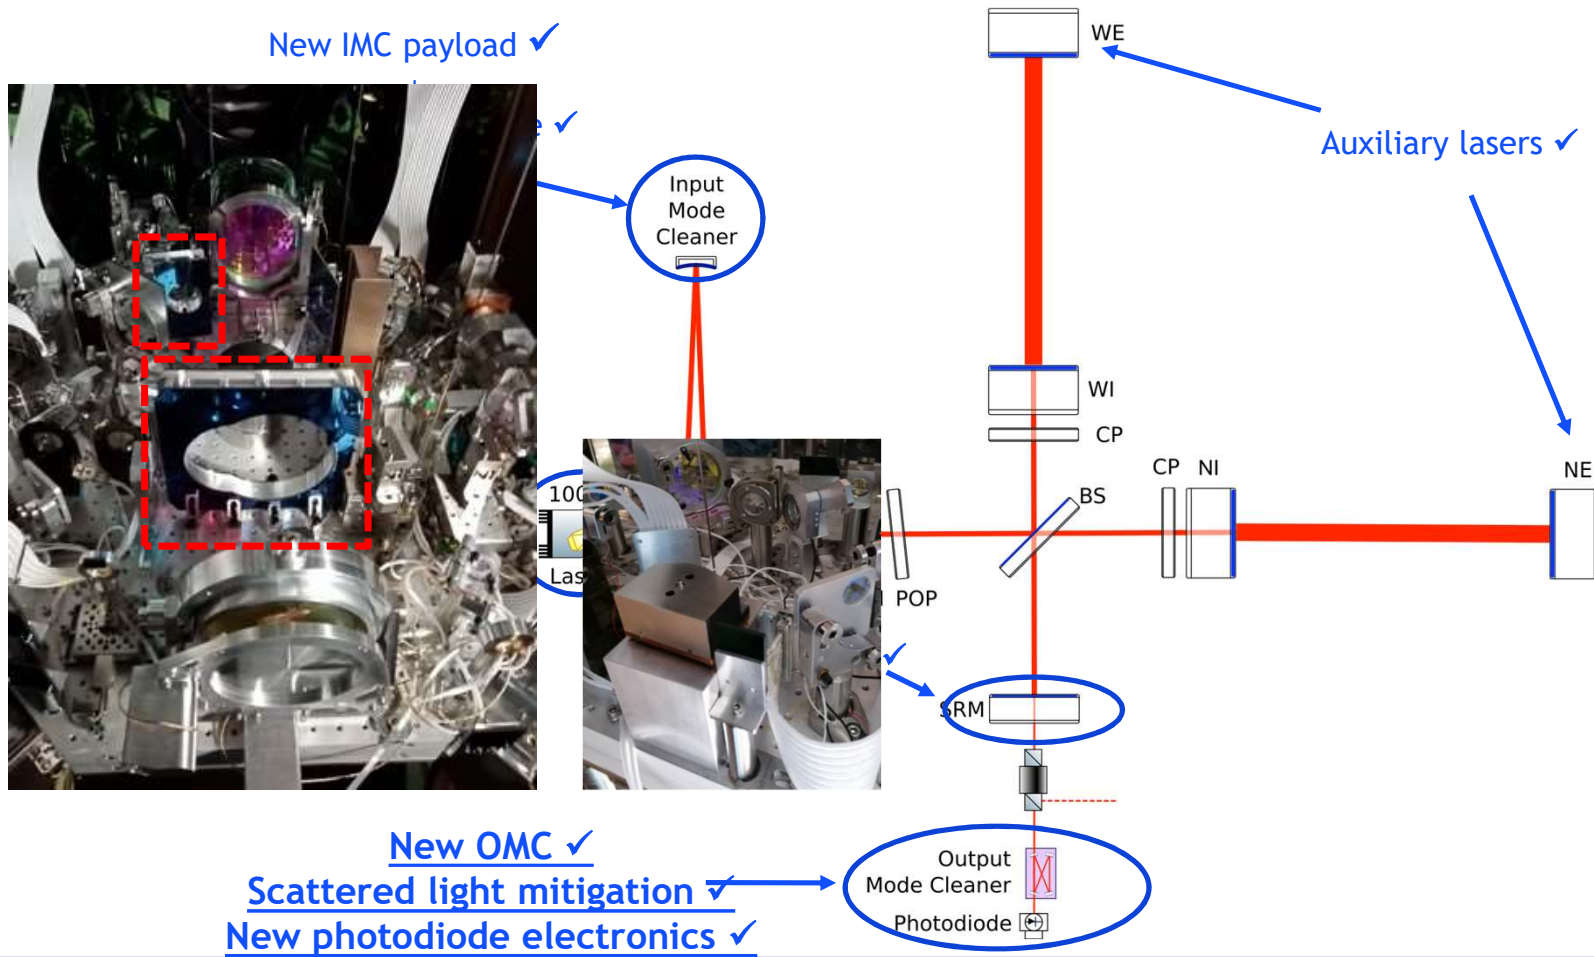 New IMC payload ✓
WE
Auxiliary lasers ✓
✓
Input
Mode
Cleaner
WI
CP
CP NI
NE
BS
100
Las
POP
✓
SRM
New OMC ✓
Scattered light mitigation ✓
New photodiode electronics ✓
Output
Mode Cleaner
Photodiode